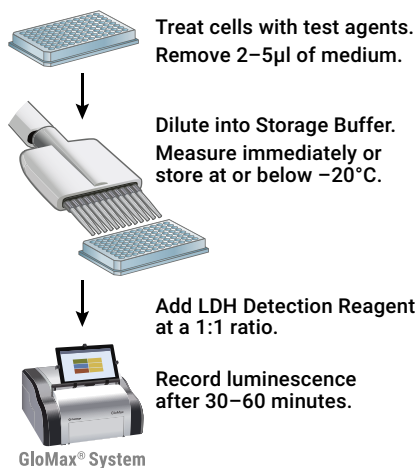 Treat cells with test agents.
Remove 2–5µl of medium.
Dilute into Storage Buffer.
Measure immediately or
store at or below –20°C.
Add LDH Detection Reagent
at a 1:1 ratio.
Record luminescence
after 30–60 minutes.
GloMax® System